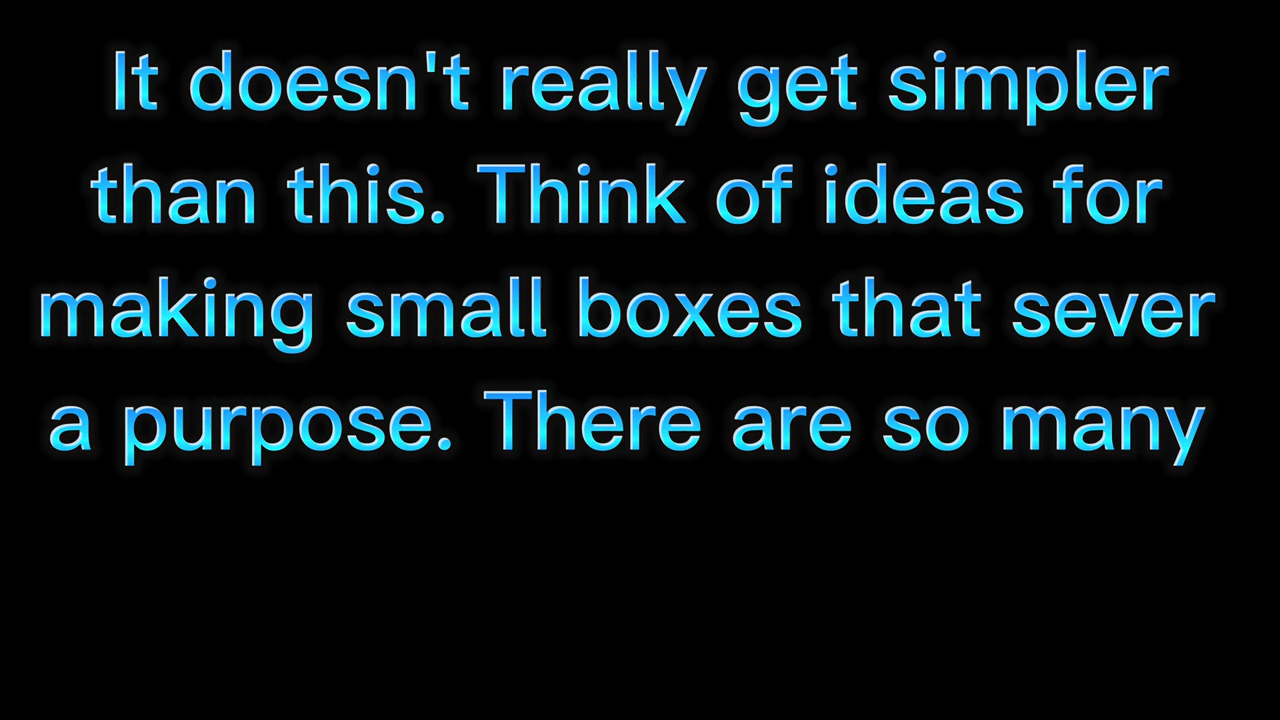 It doesn't really get simpler
than this. Think of ideas for
making small boxes that sever
a purpose. There are so many